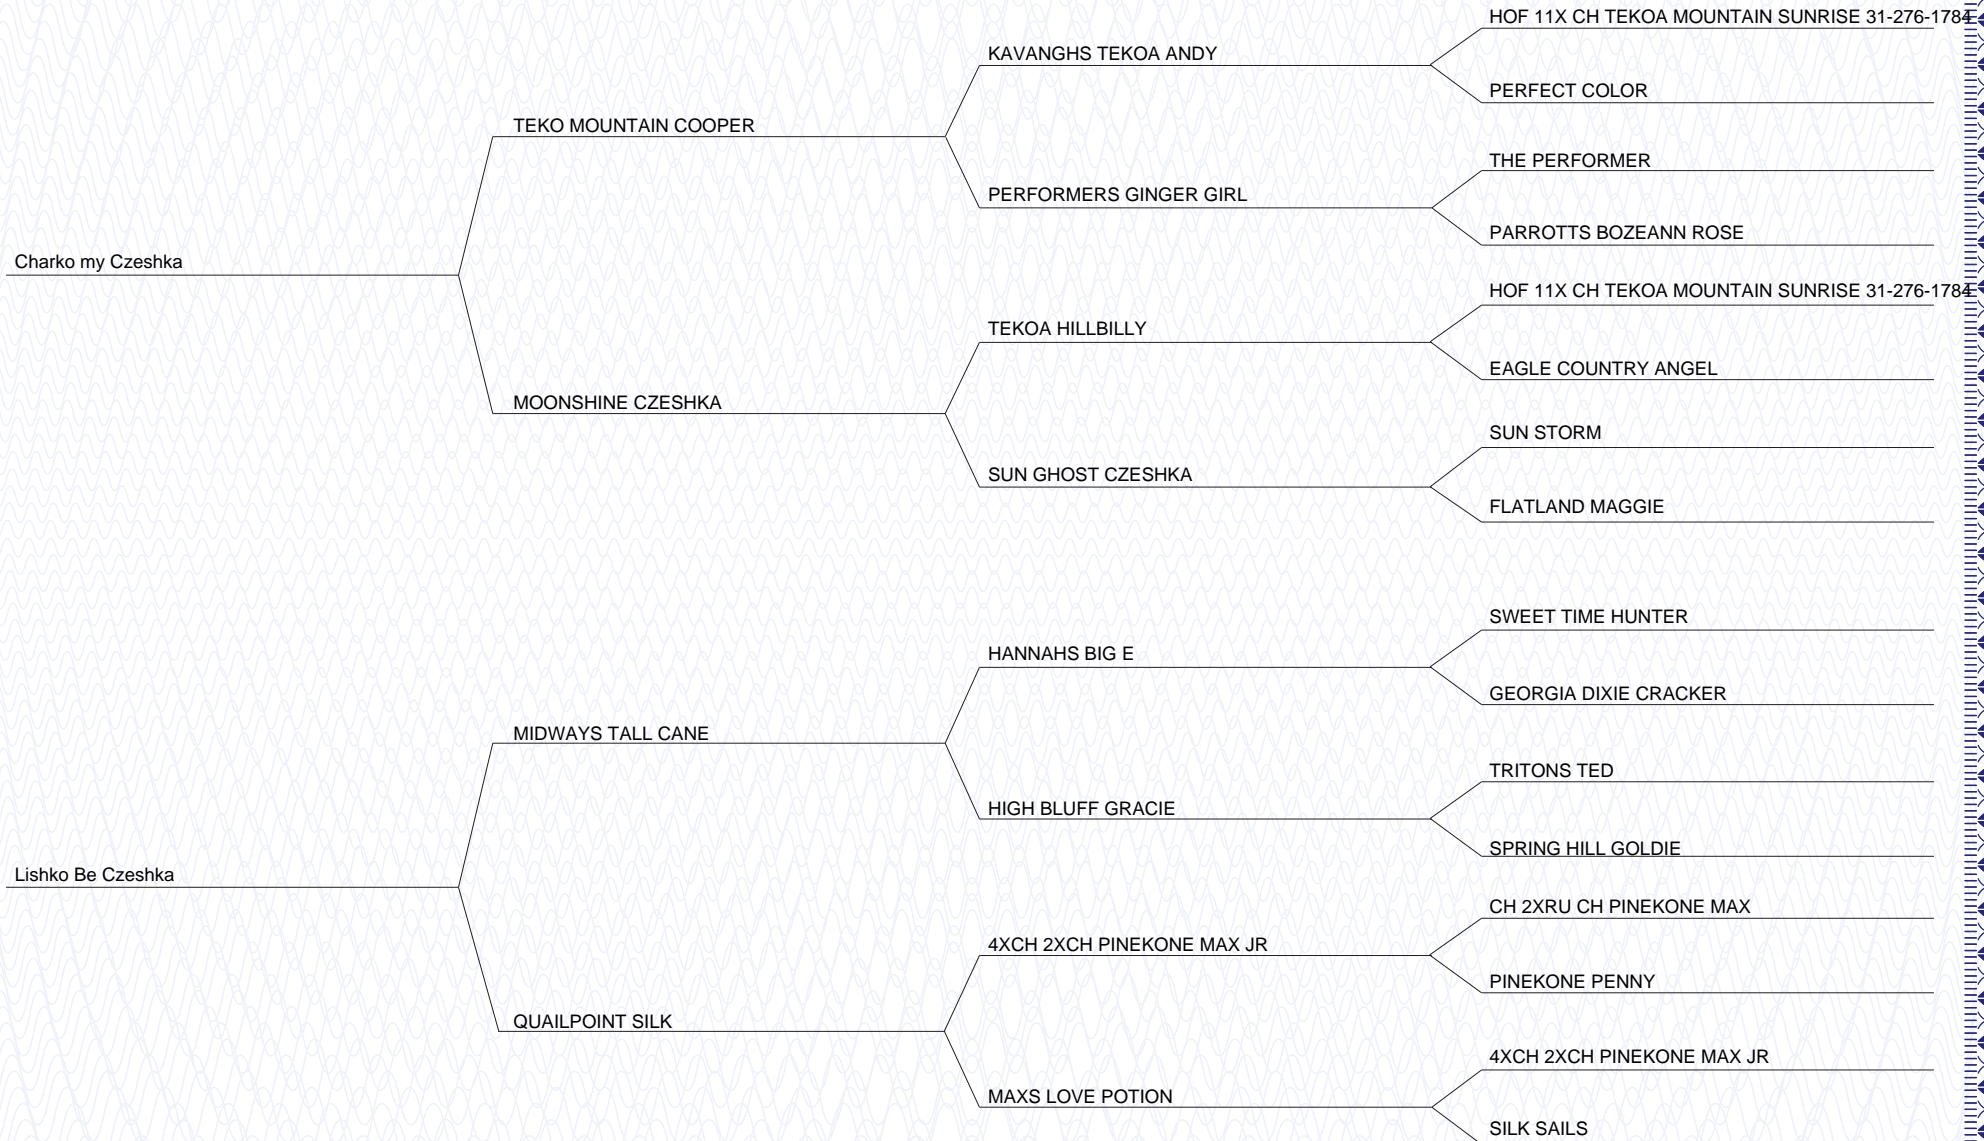 HOF 11X CH TEKOA MOUNTAIN SUNRISE 31-276-1784
KAVANGHS TEKOA ANDY
PERFECT COLOR
TEKO MOUNTAIN COOPER
THE PERFORMER
PERFORMERS GINGER GIRL
PARROTTS BOZEANN ROSE
Charko my Czeshka
HOF 11X CH TEKOA MOUNTAIN SUNRISE 31-276-1784
TEKOA HILLBILLY
EAGLE COUNTRY ANGEL
MOONSHINE CZESHKA
SUN STORM
SUN GHOST CZESHKA
FLATLAND MAGGIE
SWEET TIME HUNTER
HANNAHS BIG E
GEORGIA DIXIE CRACKER
MIDWAYS TALL CANE
TRITONS TED
HIGH BLUFF GRACIE
SPRING HILL GOLDIE
Lishko Be Czeshka
CH 2XRU CH PINEKONE MAX
4XCH 2XCH PINEKONE MAX JR
PINEKONE PENNY
QUAILPOINT SILK
4XCH 2XCH PINEKONE MAX JR
MAXS LOVE POTION
SILK SAILS